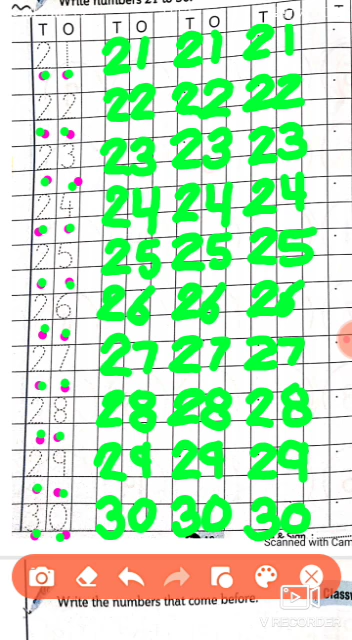 Write numbers 21 to 30.
T O T O T O T O
21 21 21 21
22 22 22 22
23 23 23 23
24 24 24 24
25 25 25 25
26 26 26 26
27 27 27 27
28 28 28 28
29 29 29 29
30 30 30 30
Scanned with Cam
Write the numbers that come before.
Class
V RECORDER